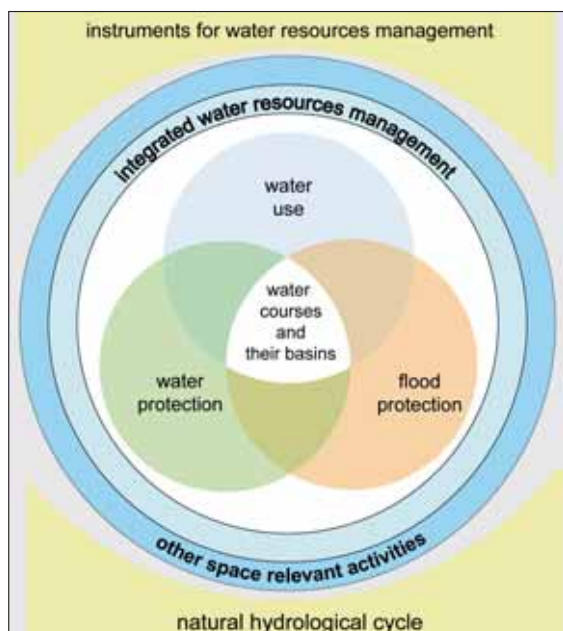 instruments for water resources management
integrated water resources management
water
use
water
courses
and
their basins
water
protection
flood
protection
other space relevant activities
natural hydrological cycle